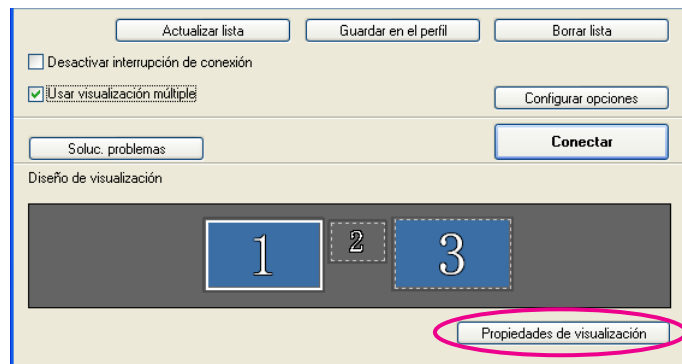 Actualizar lista Guardar en el perfil Borrar lista
Desactivar interrupción de conexión
Usar visualización múltiple
Configurar opciones
Soluc. problemas Conectar
Diseño de visualización
1 2 3
Propiedades de visualización